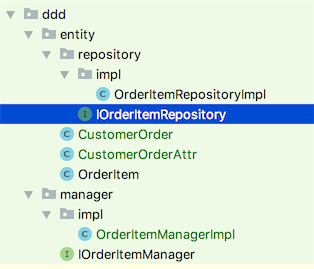 ddd
entity
repository
impl
OrderItemRepositoryImpl
IOrderItemRepository
CustomerOrder
CustomerOrderAttr
OrderItem
manager
impl
OrderItemManagerImpl
IOrderItemManager